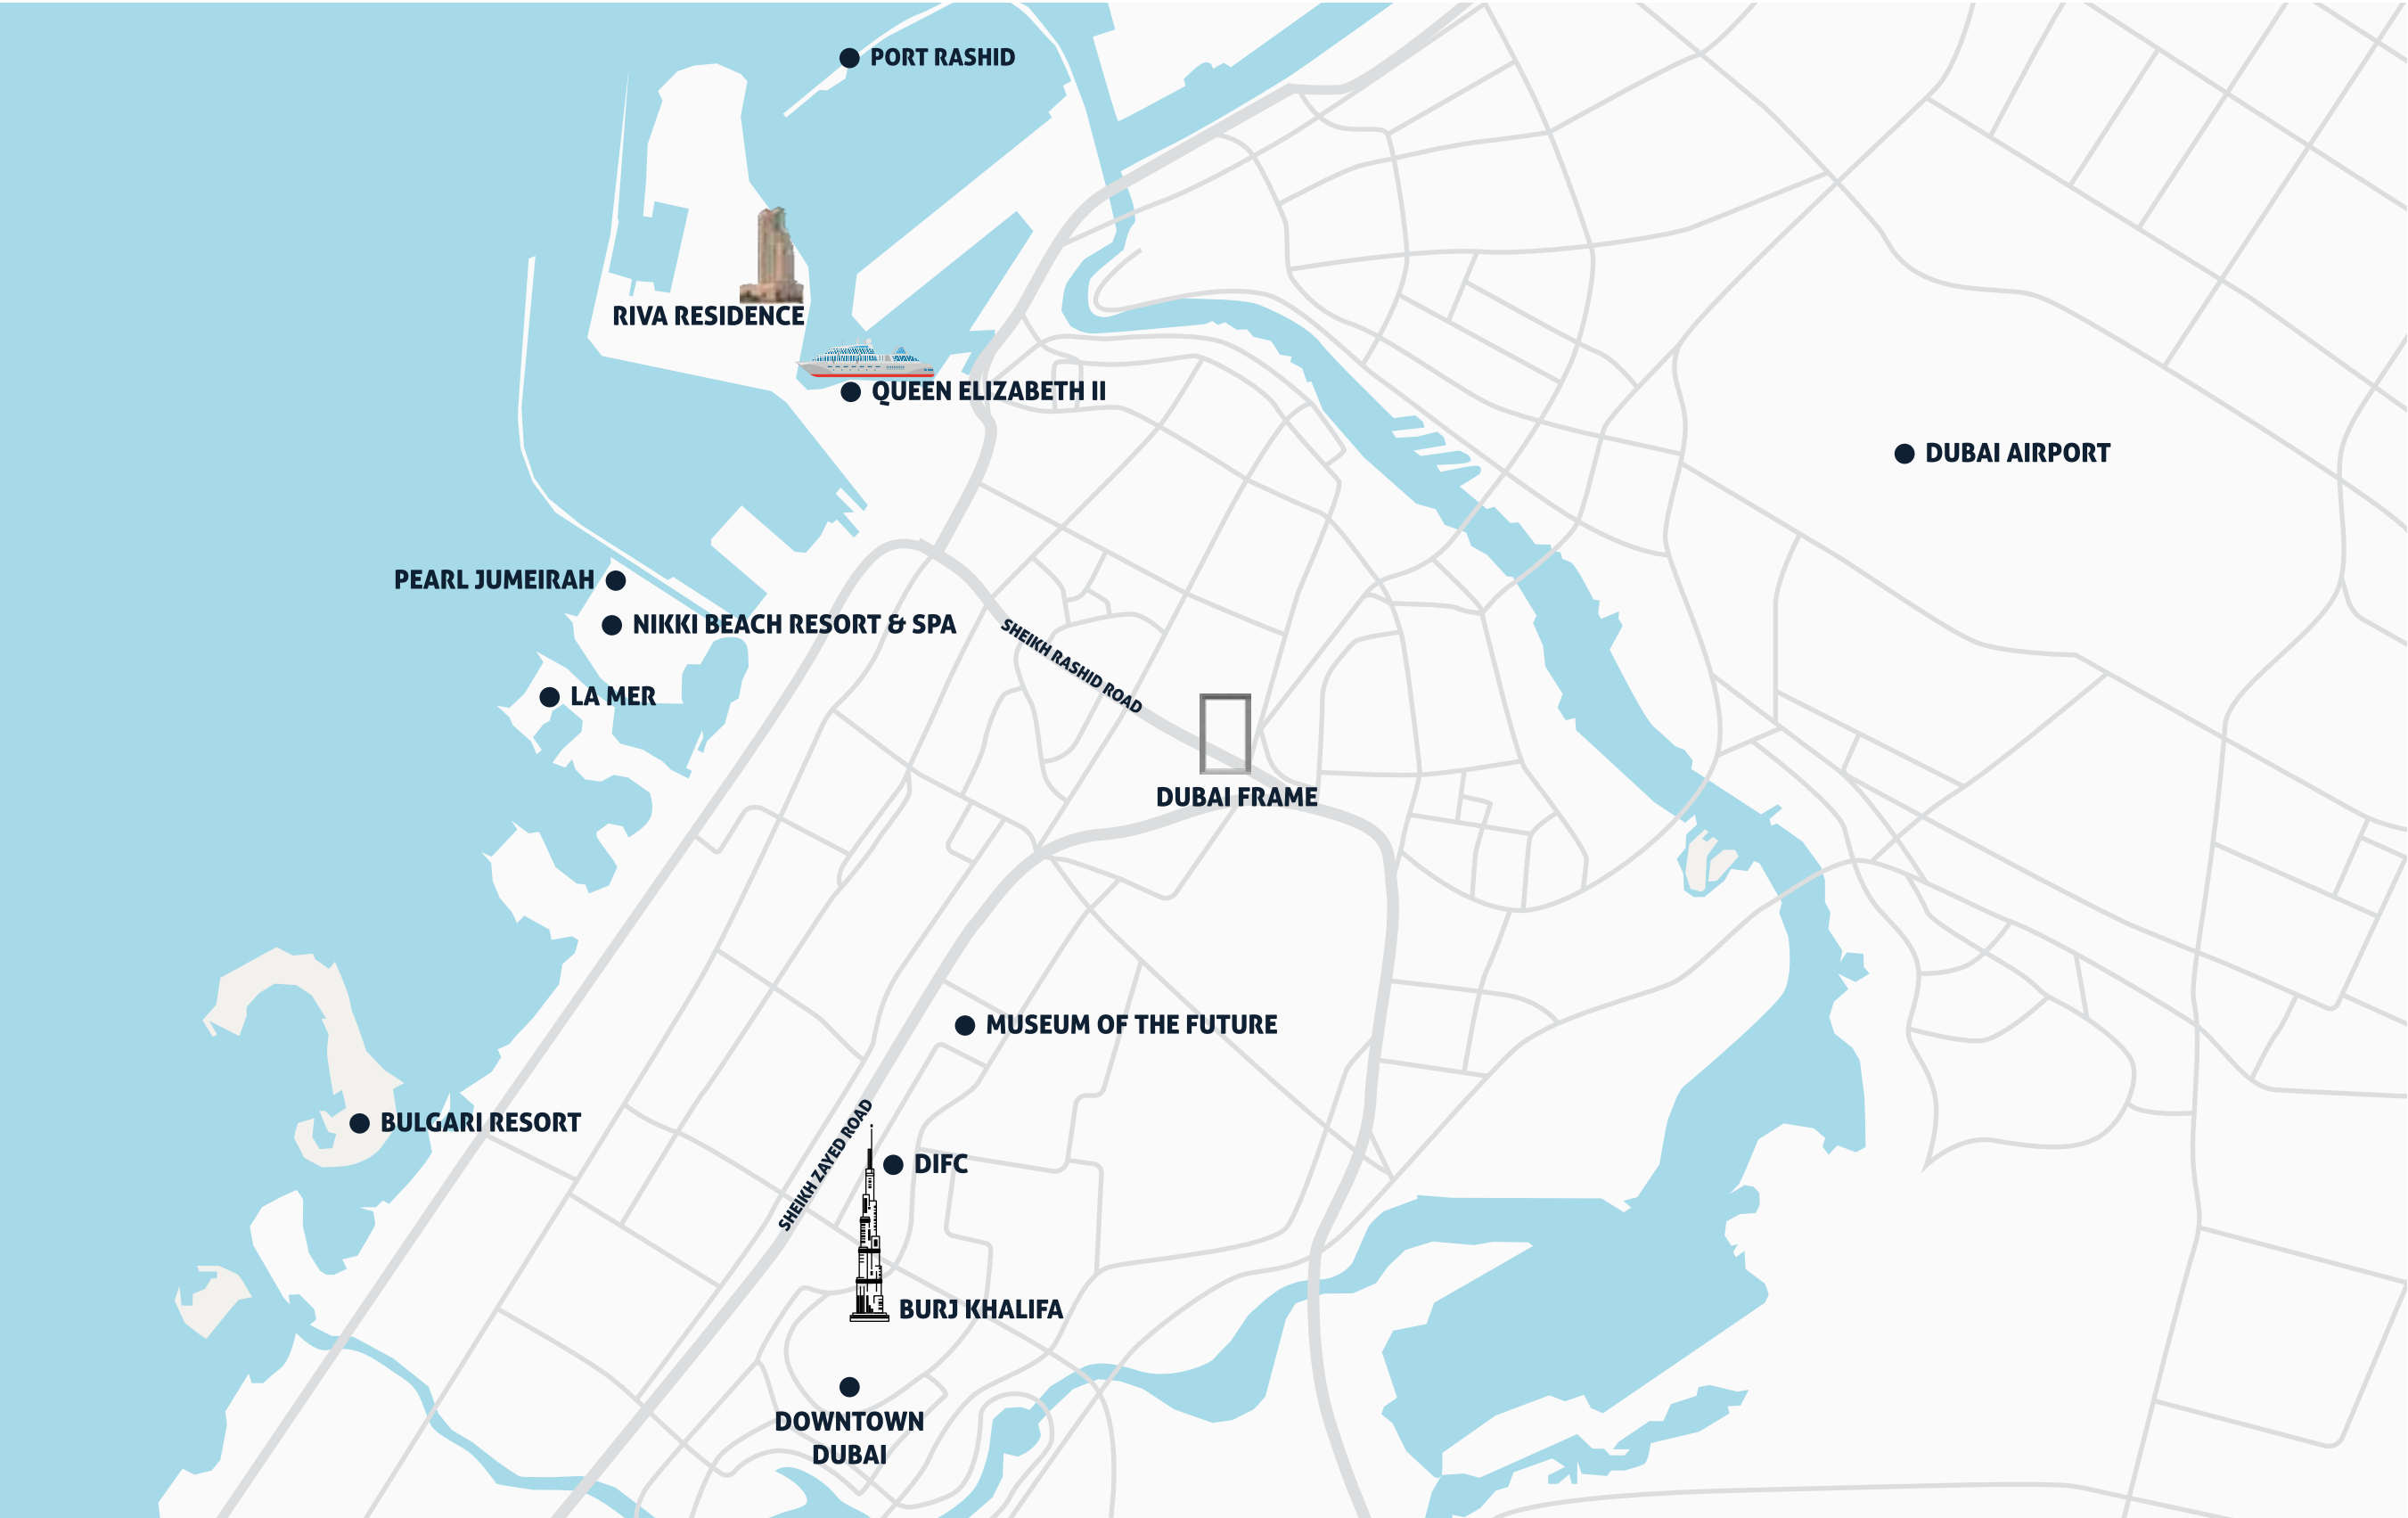 PORT RASHID
RIVA RESIDENCE
QUEEN ELIZABETH II
DUBAI AIRPORT
PEARL JUMEIRAH
NIKKI BEACH RESORT & SPA
SHEIKH RASHID ROAD
LA MER
DUBAI FRAME
MUSEUM OF THE FUTURE
BULGARI RESORT
SHEIKH ZAYED ROAD
DIFC
BURJ KHALIFA
DOWNTOWN
DUBAI